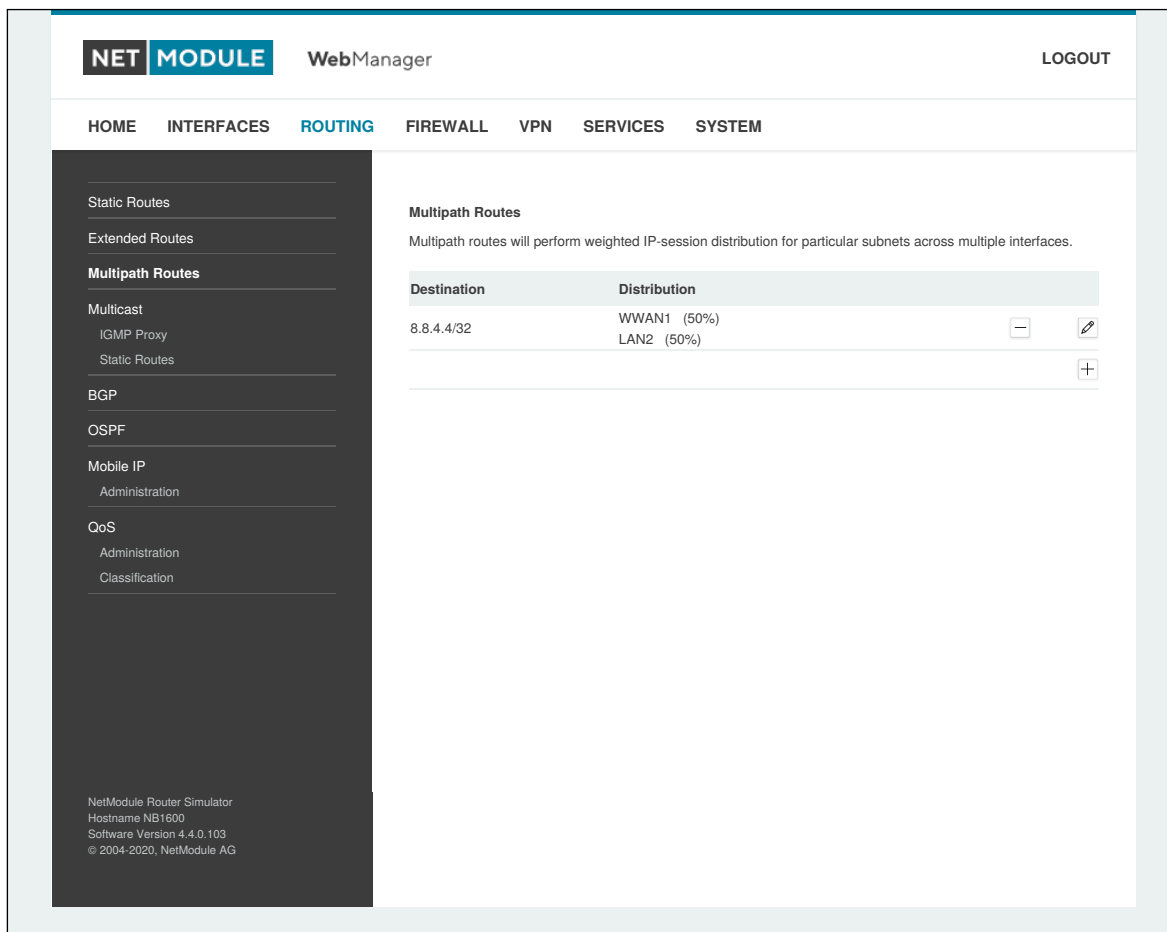 NET MODULE WebManager LOGOUT
HOME INTERFACES ROUTING FIREWALL VPN SERVICES SYSTEM
Static Routes
Extended Routes
Multipath Routes
Multicast
IGMP Proxy
Static Routes
BGP
OSPF
Mobile IP
Administration
QoS
Administration
Classification
NetModule Router Simulator
Hostname NB1600
Software Version 4.4.0.103
© 2004-2020, NetModule AG
Multipath Routes
Multipath routes will perform weighted IP-session distribution for particular subnets across multiple interfaces.
Destination Distribution
8.8.4.4/32 WWAN1 (50%)
LAN2 (50%)